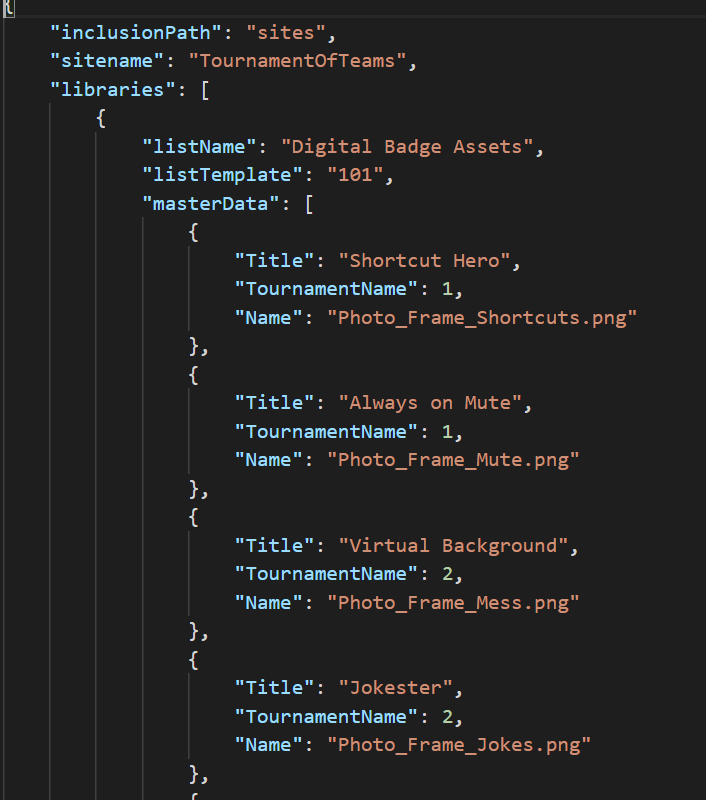 {
    "inclusionPath": "sites",
    "sitename": "TournamentOfTeams",
    "libraries": [
        {
            "listName": "Digital Badge Assets",
            "listTemplate": "101",
            "masterData": [
                {
                    "Title": "Shortcut Hero",
                    "TournamentName": 1,
                    "Name": "Photo_Frame_Shortcuts.png"
                },
                {
                    "Title": "Always on Mute",
                    "TournamentName": 1,
                    "Name": "Photo_Frame_Mute.png"
                },
                {
                    "Title": "Virtual Background",
                    "TournamentName": 2,
                    "Name": "Photo_Frame_Mess.png"
                },
                {
                    "Title": "Jokester",
                    "TournamentName": 2,
                    "Name": "Photo_Frame_Jokes.png"
                },
                {